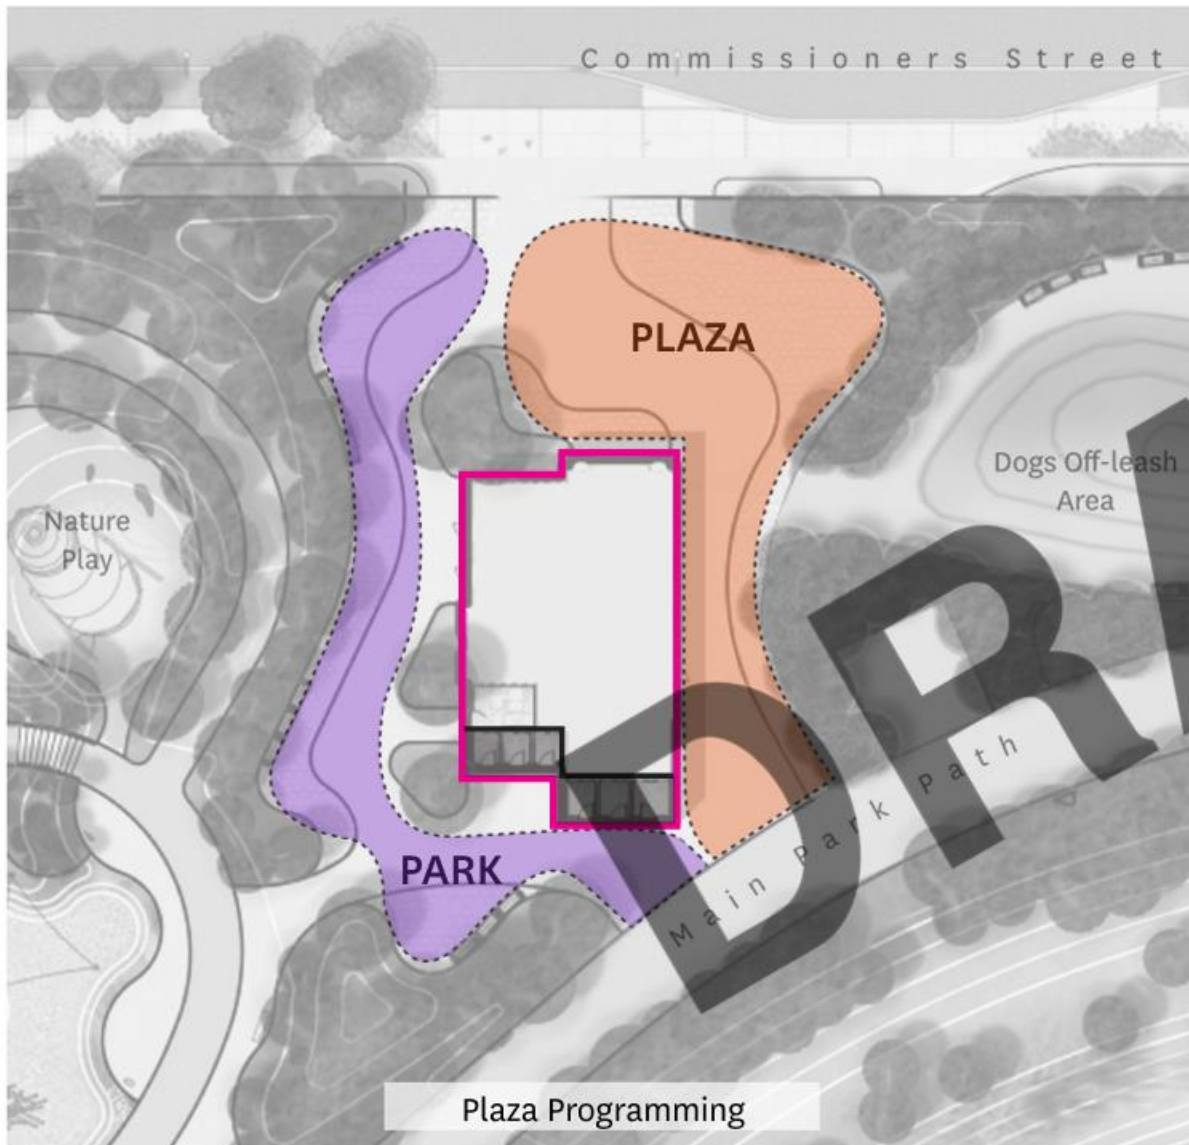 Commissioners Street
PLAZA
Dogs Off-leash
Area
Nature
Play
Main Park Path
PARK
DRA
Plaza Programming